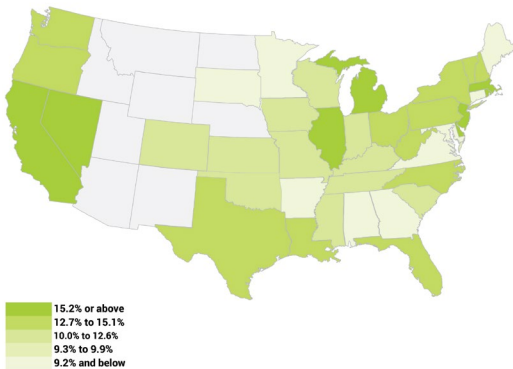 15.2% or above
12.7% to 15.1%
10.0% to 12.6%
9.3% to 9.9%
9.2% and below